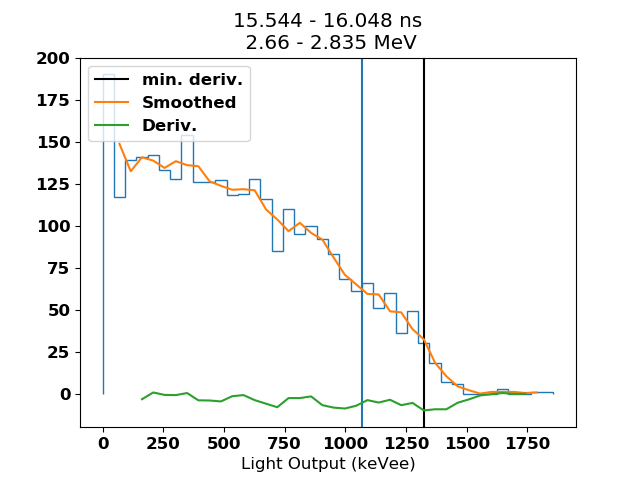 15.544 - 16.048 ns
2.66 - 2.835 MeV
min. deriv.
Smoothed
Deriv.
200
175
150
125
100
75
50
25
0
0 250 500 750 1000 1250 1500 1750
Light Output (keVee)